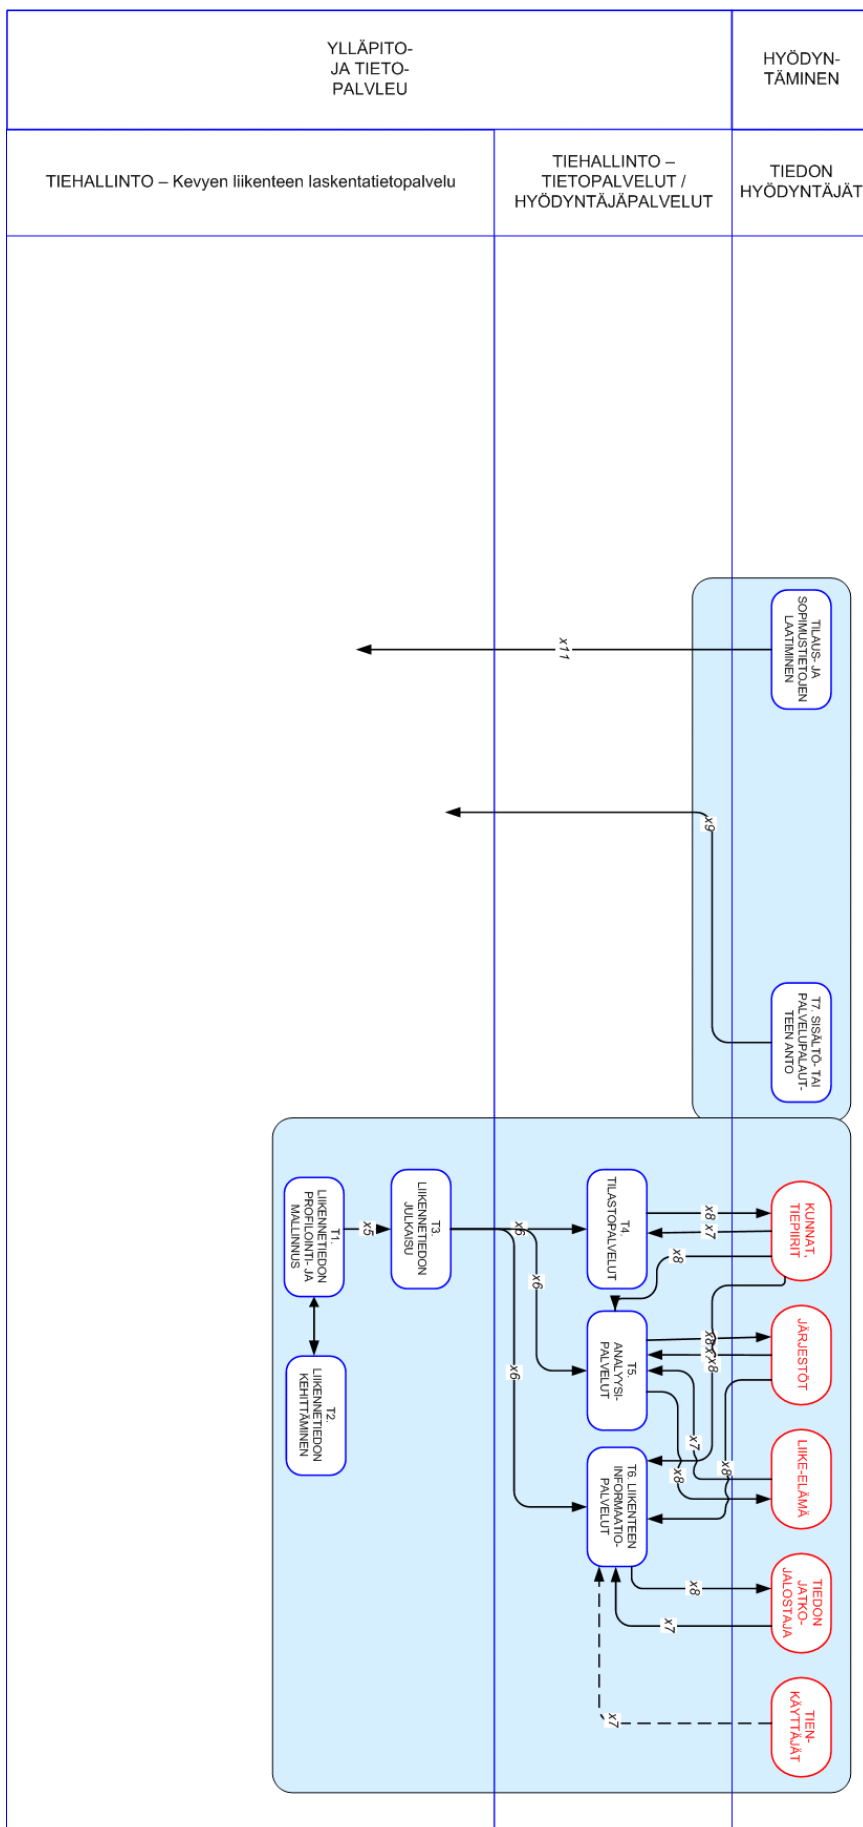 YLLÄPITO-
JA TIETO-
PALVLEU
HYÖDYN-
TÄMINEN
TIEHALLINTO – Kevyen liikenteen laskentatietopalvelu
TIEHALLINTO –
TIETOPALVELUT /
HYÖDYNTÄJÄPALVELUT
TIEDON
HYÖDYNTÄJÄT
TILAUS- JA
SOPIMUSTIETOJEN
LAATIMINEN
x11
x9
T7. SISÄLTÖ- TAI
PALVELUPALAUT-
TEEN ANTO
T1.
LIIKENNETIEDON
PROFILOINTI- JA
MALLINNUS
x5
T3.
LIIKENNETIEDON
JULKAISU
x6
x6
x6
T2.
LIIKENNETIEDON
KEHITTÄMINEN
T4.
TILASTOPALVELUT
x8
x7
x8
KUNNAT,
TIEPIIRIT
T5.
ANALYYSI-
PALVELUT
x8
x7
x8
JÄRJESTÖT
x7
x8
x8
LIIKE-ELÄMÄ
T6. LIIKENTEEN
INFORMAATIO-
PALVELUT
x8
x7
TIEDON
JATKO-
JALOSTAJA
x7
TIEN-
KÄYTTÄJÄT